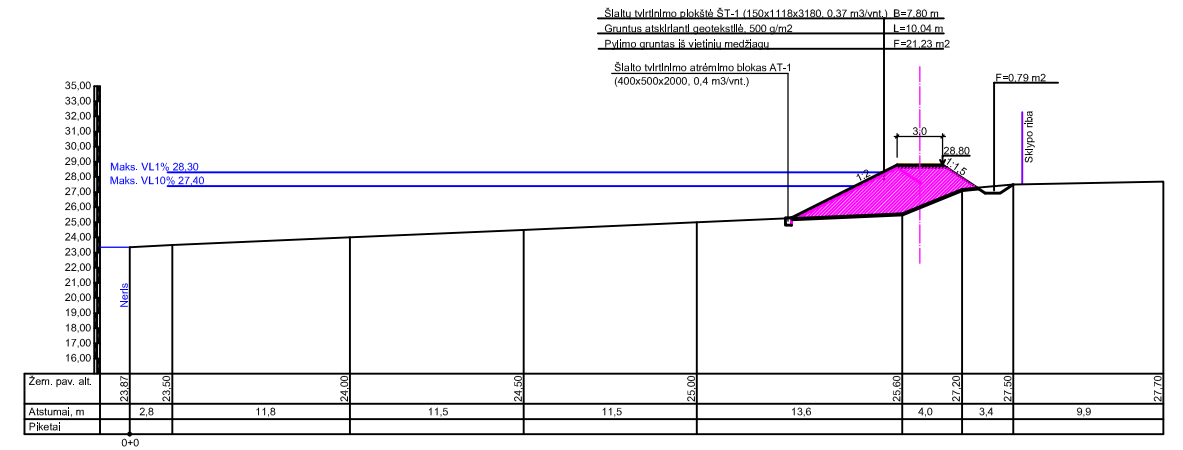 Šlaitų tvirtinimo plokštė ŠT-1 (150x1118x3180, 0.37 m3/vnt.) B=7,80 m
Gruntus atskirianti geotekstilė, 500 g/m2 L=10,04 m
Pylimo gruntas iš vietinių medžiagų F=21,23 m2
Šlaito tvirtinimo atrėmimo blokas AT-1
(400x500x2000, 0,4 m3/vnt.)
F=0,79 m2
35,00
34,00
33,00
32,00
31,00
30,00
29,00
28,00
27,00
26,00
25,00
24,00
23,00
22,00
21,00
20,00
19,00
18,00
17,00
16,00
Maks. VL1% 28,30
Maks. VL10% 27,40
3,0
28.80
1:2
1:1,5
Sklypo riba
Neris
Žem. pav. alt. 23,87 23,50 24,00 24,50 25,00 25,60 27,20 27,50 27,70
Atstumai, m 2,8 11,8 11,5 11,5 13,6 4,0 3,4 9,9
Piketai
0+0